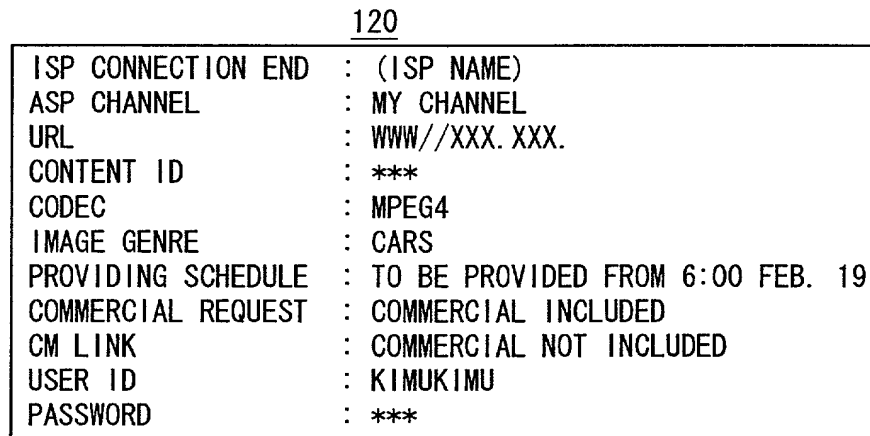 120
ISP CONNECTION END : (ISP NAME)
ASP CHANNEL : MY CHANNEL
URL : WWW//XXX.XXX.
CONTENT ID : ***
CODEC : MPEG4
IMAGE GENRE : CARS
PROVIDING SCHEDULE : TO BE PROVIDED FROM 6:00 FEB. 19
COMMERCIAL REQUEST : COMMERCIAL INCLUDED
CM LINK : COMMERCIAL NOT INCLUDED
USER ID : KIMUKIMU
PASSWORD : ***